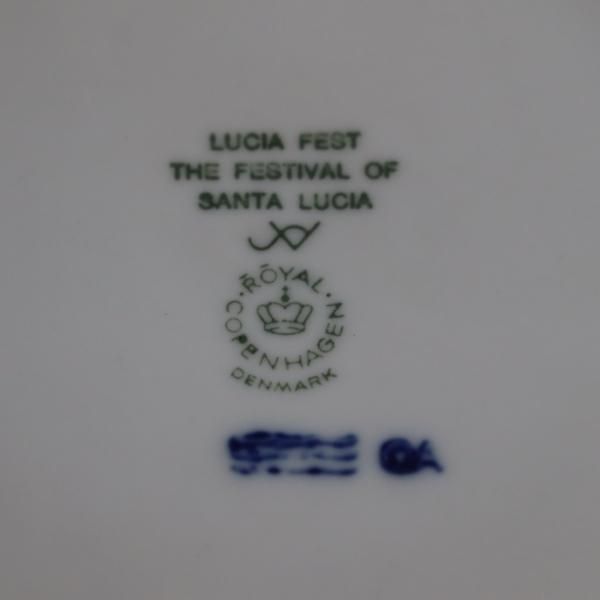 LUCIA FEST
THE FESTIVAL OF
SANTA LUCIA
ROYAL
COPENHAGEN
DENMARK